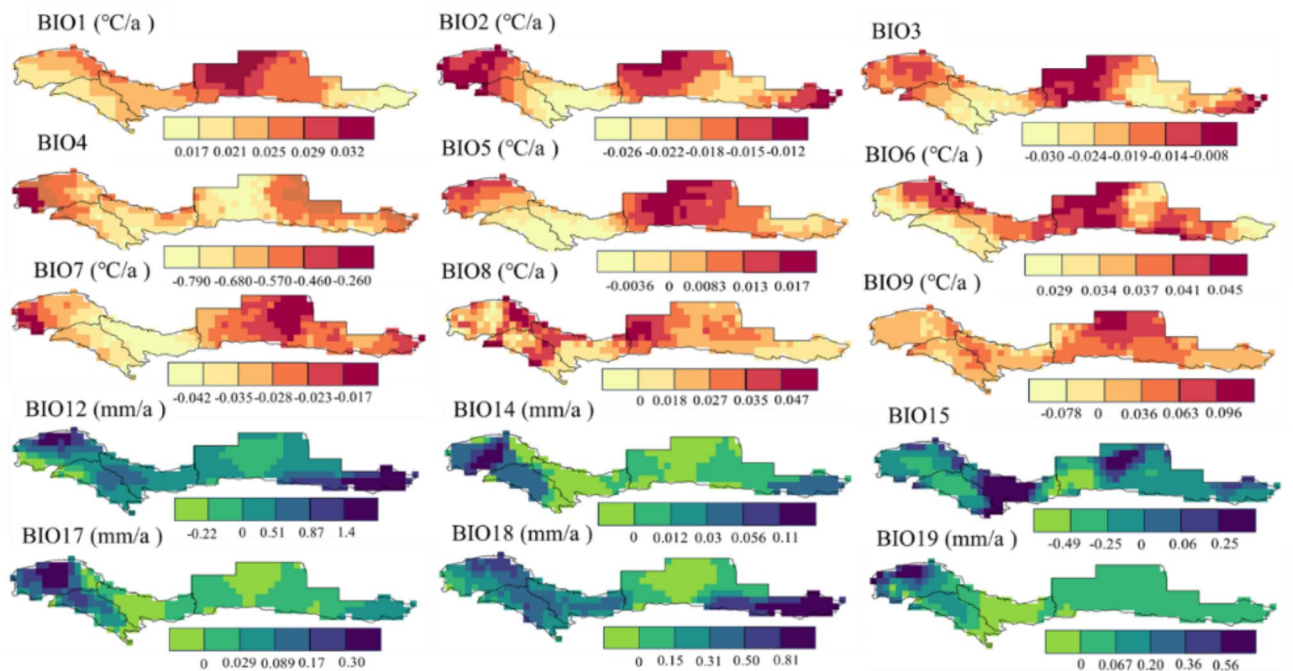 BIO1 (℃/a )
BIO2 (℃/a )
BIO3
0.017 0.021 0.025 0.029 0.032
-0.026 -0.022 -0.018 -0.015 -0.012
-0.030 -0.024 -0.019 -0.014 -0.008
BIO4
BIO5 (℃/a )
BIO6 (℃/a )
-0.790 -0.680 -0.570 -0.460 -0.260
-0.0036 0 0.0083 0.013 0.017
0.029 0.034 0.037 0.041 0.045
BIO7 (℃/a )
BIO8 (℃/a )
BIO9 (℃/a )
-0.042 -0.035 -0.028 -0.023 -0.017
0 0.018 0.027 0.035 0.047
-0.078 0 0.036 0.063 0.096
BIO12 (mm/a )
BIO14 (mm/a )
BIO15
-0.22 0 0.51 0.87 1.4
0 0.012 0.03 0.056 0.11
-0.49 -0.25 0 0.06 0.25
BIO17 (mm/a )
BIO18 (mm/a )
BIO19 (mm/a )
0 0.029 0.089 0.17 0.30
0 0.15 0.31 0.50 0.81
0 0.067 0.20 0.36 0.56